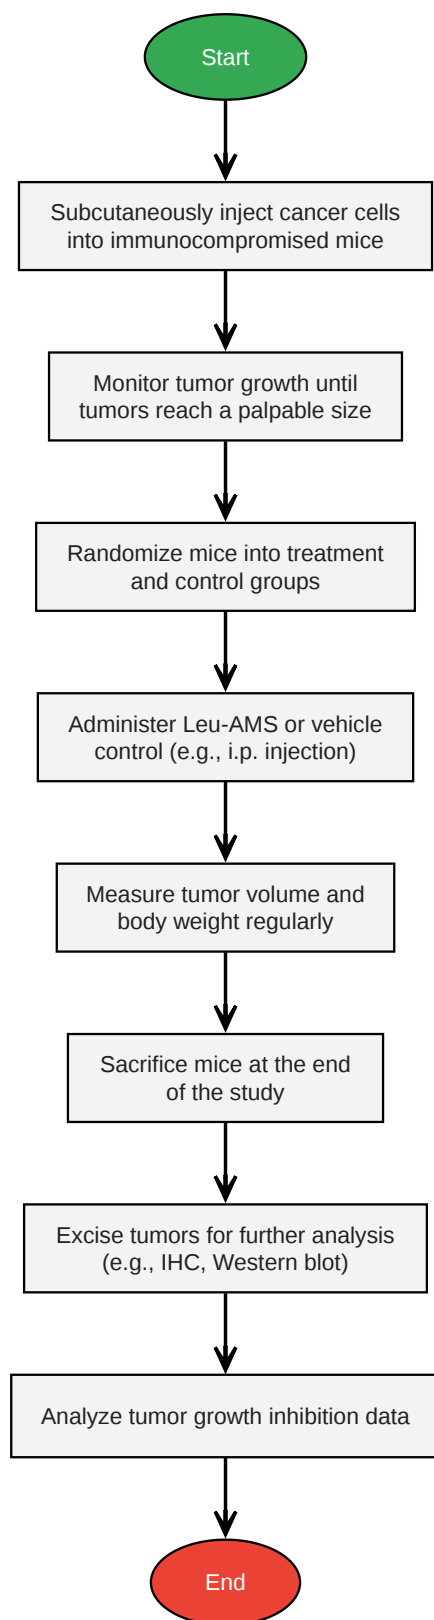 Start
Subcutaneously inject cancer cells
into immunocompromised mice
Monitor tumor growth until
tumors reach a palpable size
Randomize mice into treatment
and control groups
Administer Leu-AMS or vehicle
control (e.g., i.p. injection)
Measure tumor volume and
body weight regularly
Sacrifice mice at the end
of the study
Excise tumors for further analysis
(e.g., IHC, Western blot)
Analyze tumor growth inhibition data
End